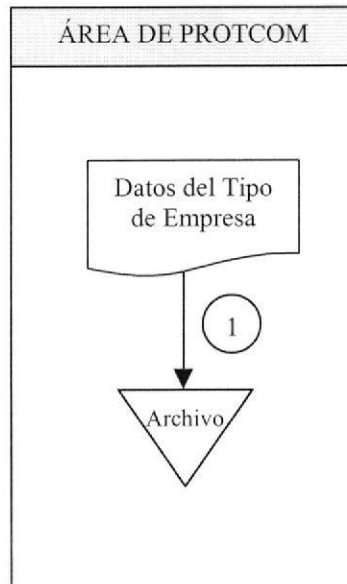 ÁREA DE PROTCOM
Datos del Tipo
de Empresa
1
Archivo